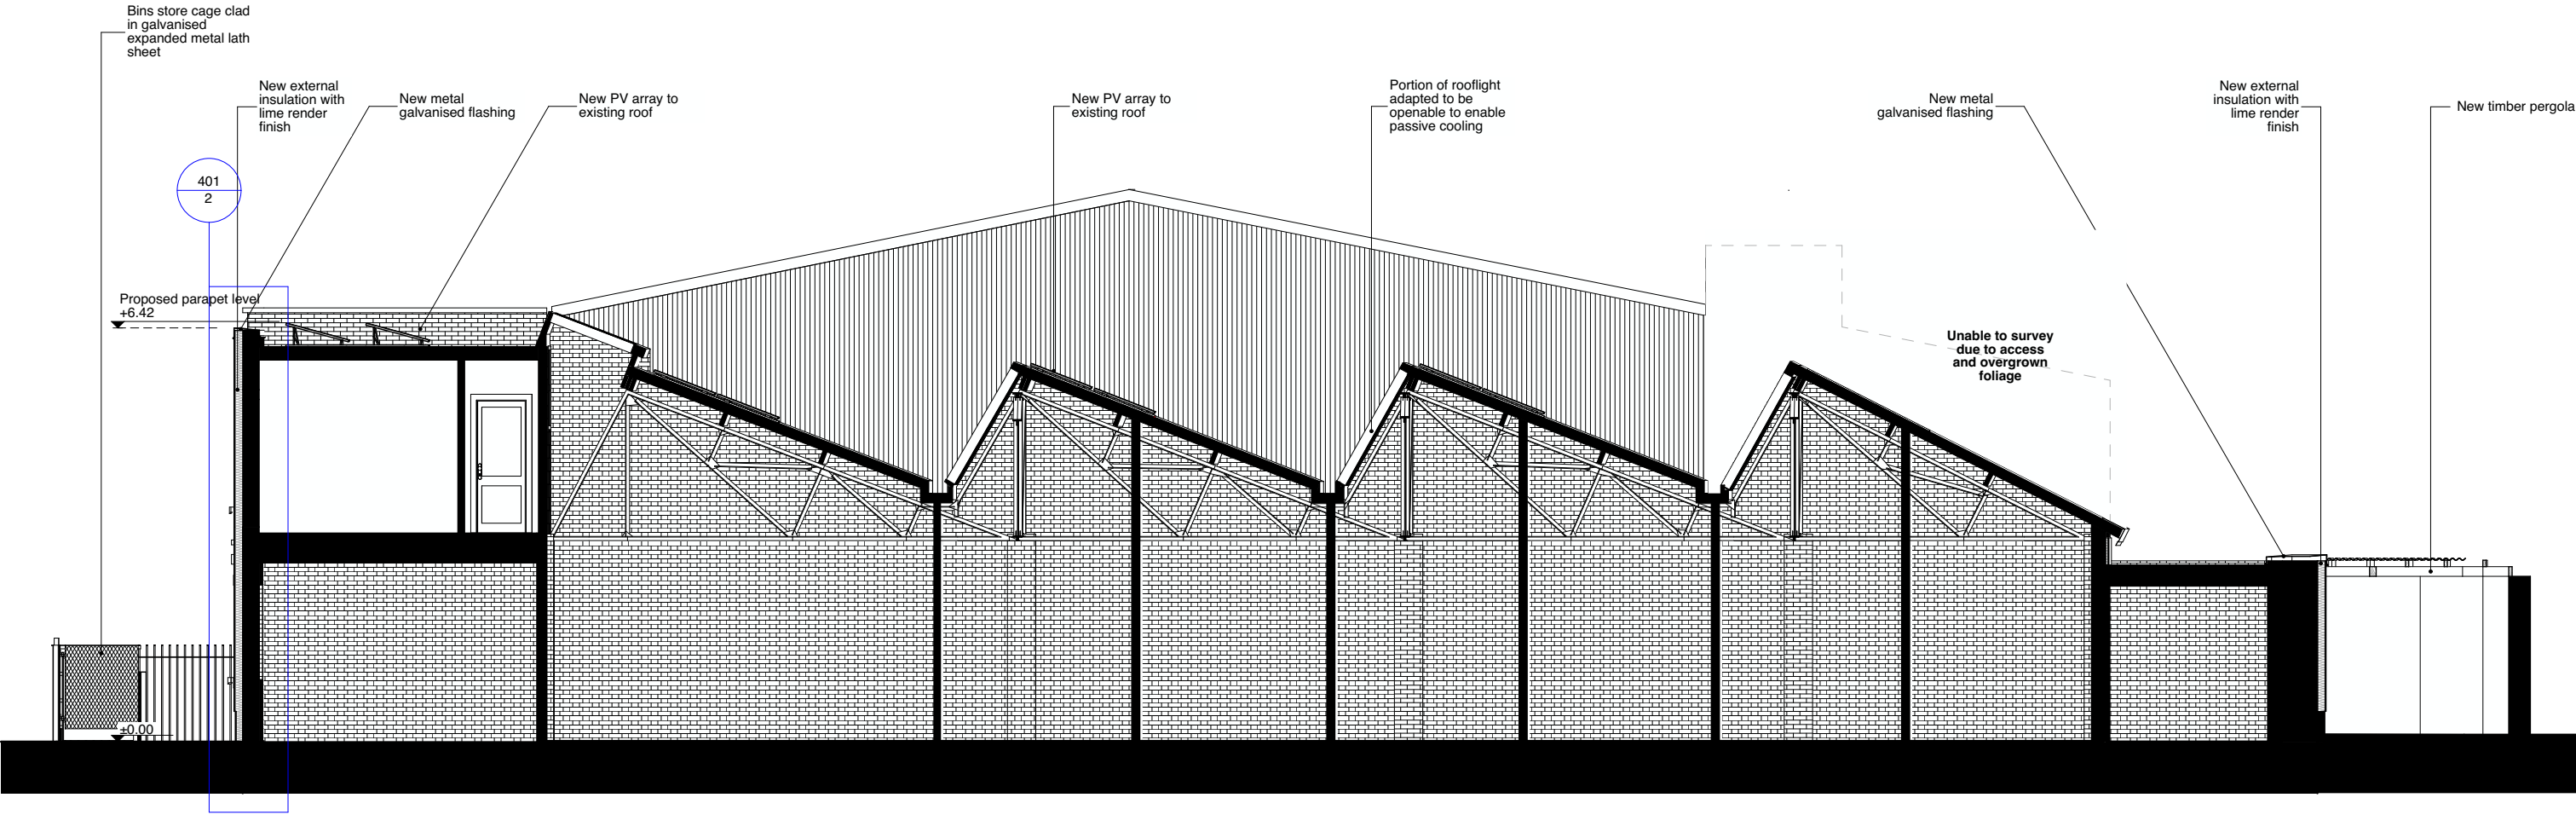 Bins store cage clad
in galvanised
expanded metal lath
sheet
New external
insulation with
lime render
finish
New metal
galvanised flashing
New PV array to
existing roof
New PV array to
existing roof
Portion of rooflight
adapted to be
openable to enable
passive cooling
New metal
galvanised flashing
New external
insulation with
lime render
finish
New timber pergola
401
2
Proposed parapet level
+6.42
Unable to survey
due to access
and overgrown
foliage
±0.00